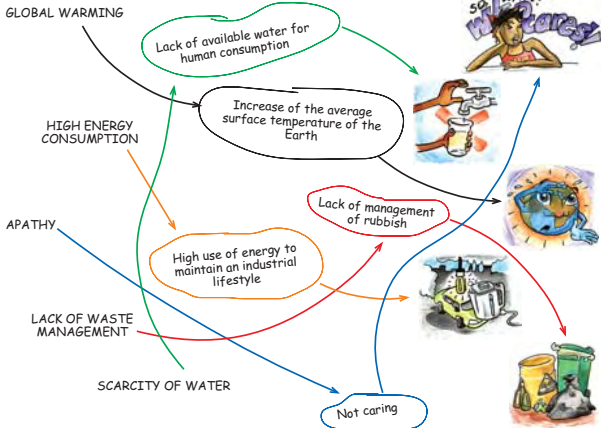 GLOBAL WARMING
Lack of available water for
human consumption
so,
who
cares!
Increase of the average
surface temperature of the
Earth
HIGH ENERGY
CONSUMPTION
Lack of management
of rubbish
APATHY
High use of energy to
maintain an industrial
lifestyle
LACK OF WASTE
MANAGEMENT
SCARCITY OF WATER
Not caring